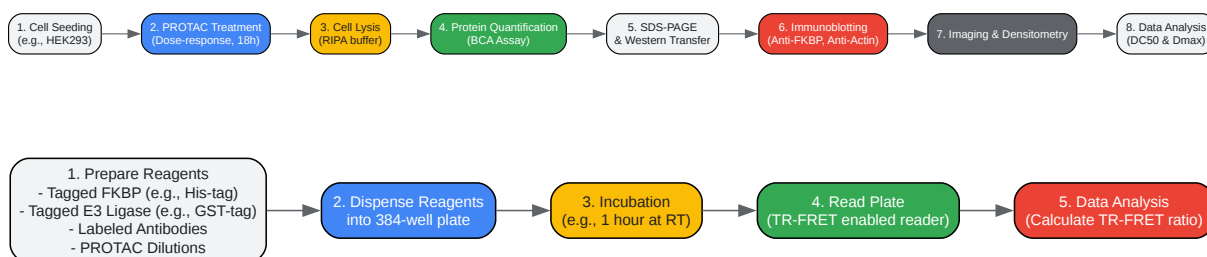 1. Cell Seeding
(e.g., HEK293)
2. PROTAC Treatment
(Dose-response, 18h)
3. Cell Lysis
(RIPA buffer)
4. Protein Quantification
(BCA Assay)
5. SDS-PAGE
& Western Transfer
6. Immunoblotting
(Anti-FKBP, Anti-Actin)
7. Imaging & Densitometry
8. Data Analysis
(DC50 & Dmax)
1. Prepare Reagents
- Tagged FKBP (e.g., His-tag)
- Tagged E3 Ligase (e.g., GST-tag)
- Labeled Antibodies
- PROTAC Dilutions
2. Dispense Reagents
into 384-well plate
3. Incubation
(e.g., 1 hour at RT)
4. Read Plate
(TR-FRET enabled reader)
5. Data Analysis
(Calculate TR-FRET ratio)